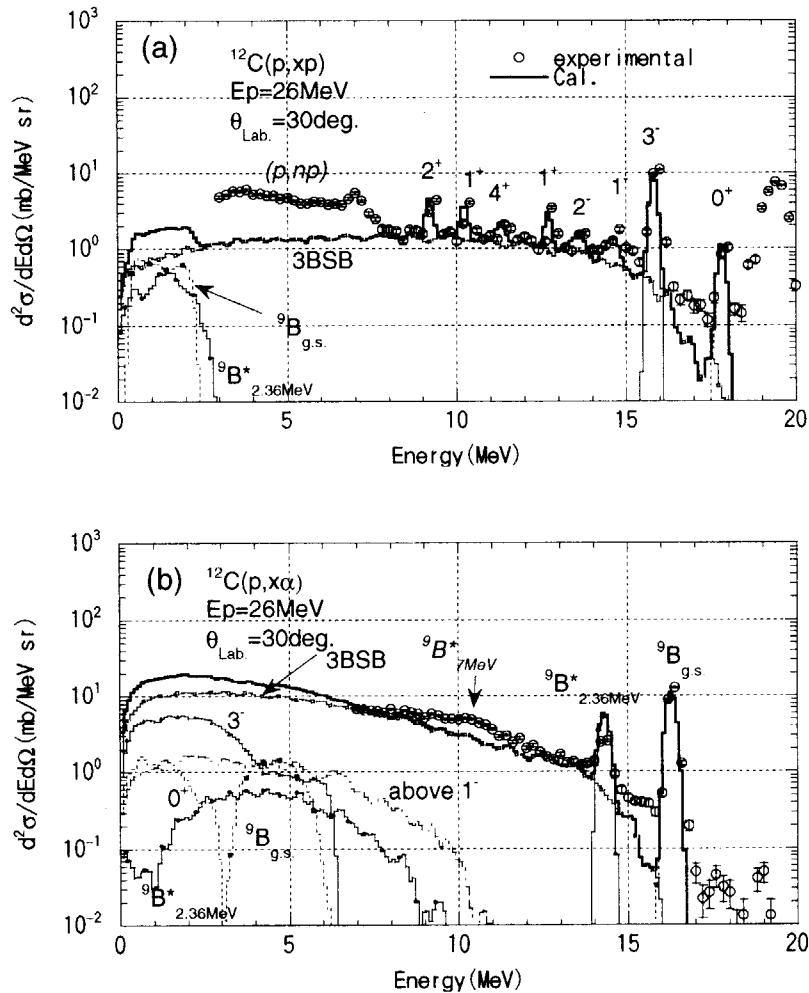 (a)
¹²C(p,xp)
Ep=26MeV
θLab.=30deg.
experimental
Cal.
(p,np)
2⁺
1⁺
4⁺
1⁺
2⁻
1⁻
3⁻
0⁺
3BSB
⁹Bg.s.
⁹B*2.36MeV
10³
10²
10¹
10⁰
10⁻¹
10⁻²
d²σ/dEdΩ(mb/MeV sr)
0 5 10 15 20
Energy(MeV)
(b)
¹²C(p,xα)
Ep=26MeV
θLab.=30deg.
3BSB
⁹B*7MeV
⁹B*2.36MeV
⁹Bg.s.
3⁻
0⁺
above 1⁻
⁹Bg.s.
⁹B*2.36MeV
10³
10²
10¹
10⁰
10⁻¹
10⁻²
d²σ/dEdΩ(mb/MeV sr)
0 5 10 15 20
Energy(MeV)